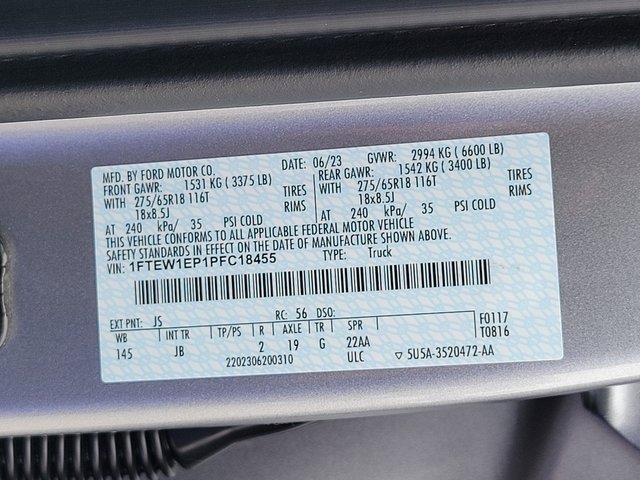 MFD. BY FORD MOTOR CO. DATE: 06/23 GVWR: 2994 KG ( 6600 LB)
FRONT GAWR: 1531 KG ( 3375 LB) REAR GAWR: 1542 KG ( 3400 LB)
WITH 275/65R18 116T TIRES WITH 275/65R18 116T TIRES
18x8.5J RIMS 18x8.5J RIMS
AT 240 kPa/ 35 PSI COLD AT 240 kPa/ 35 PSI COLD
THIS VEHICLE CONFORMS TO ALL APPLICABLE FEDERAL MOTOR VEHICLE
SAFETY STANDARDS IN EFFECT ON THE DATE OF MANUFACTURE SHOWN ABOVE.
VIN: 1FTEW1EP1PFC18455 TYPE: Truck
EXT PNT: JS RC: 56 DSO: F0117
WB INT TR TP/PS R AXLE TR SPR T0816
145 JB 2 19 G 22AA
2202306200310 ULC ▽ 5U5A-3520472-AA